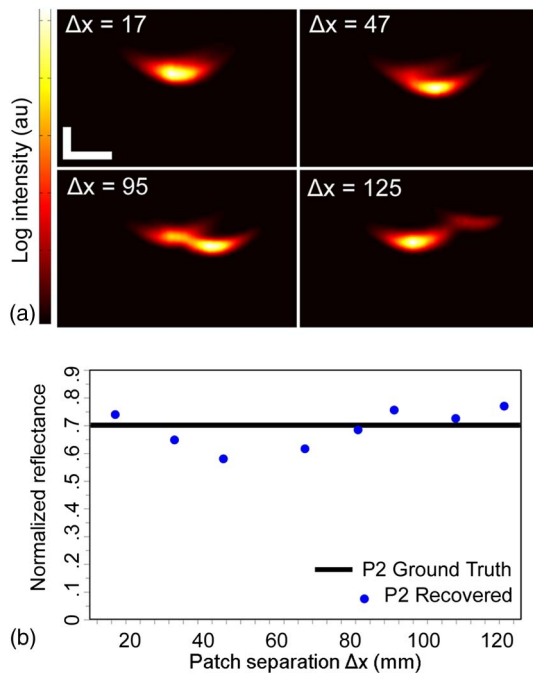 Δx = 17
Δx = 47
Log intensity (au)
Δx = 95
Δx = 125
(a)
Normalized reflectance
.9
.8
.7
.6
.5
.4
.3
.2
.1
0
P2 Ground Truth
P2 Recovered
20 40 60 80 100 120
(b)
Patch separation Δx (mm)